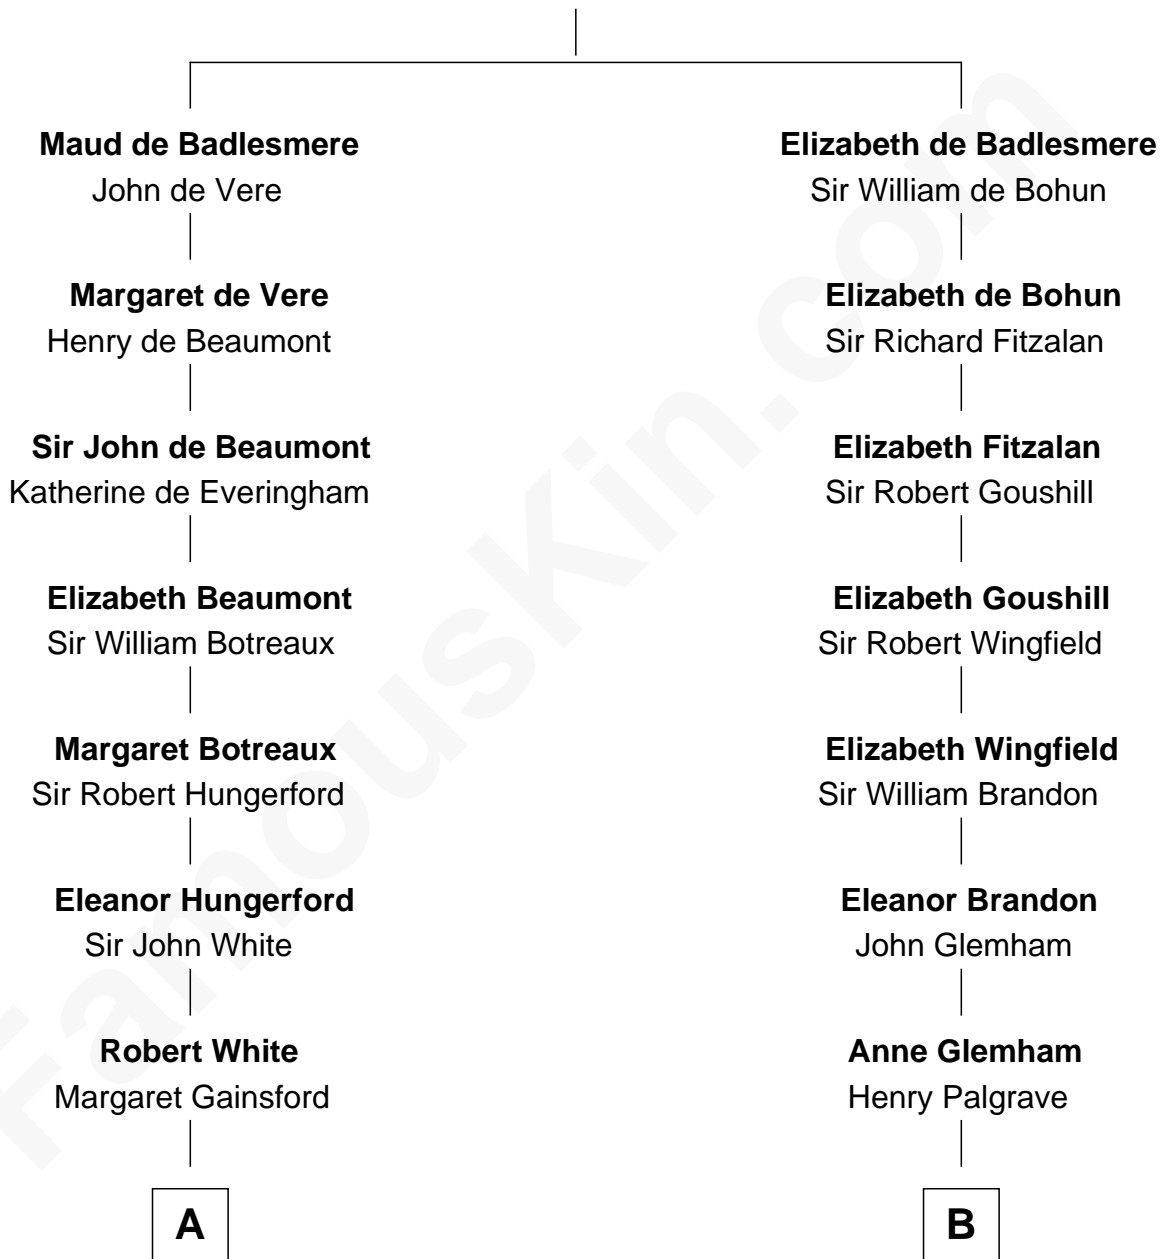 Maud de Badlesmere
John de Vere
Margaret de Vere
Henry de Beaumont
Sir John de Beaumont
Katherine de Everingham
Elizabeth Beaumont
Sir William Botreaux
Margaret Botreaux
Sir Robert Hungerford
Eleanor Hungerford
Sir John White
Robert White
Margaret Gainsford
A
Elizabeth de Badlesmere
Sir William de Bohun
Elizabeth de Bohun
Sir Richard Fitzalan
Elizabeth Fitzalan
Sir Robert Goushill
Elizabeth Goushill
Sir Robert Wingfield
Elizabeth Wingfield
Sir William Brandon
Eleanor Brandon
John Glemham
Anne Glemham
Henry Palgrave
B
FamousKin.com